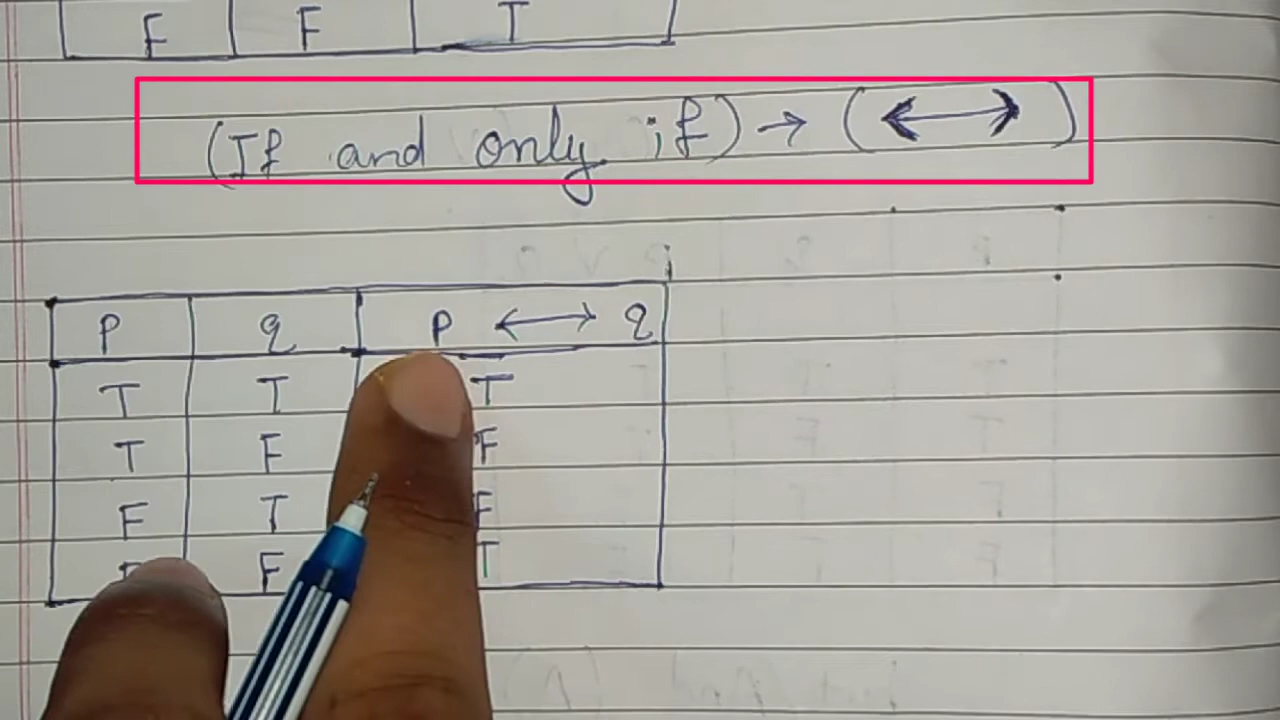 F F T
(If and only if) → (↔)
p q p ↔ q
T T T
T F F
F T F
F F T